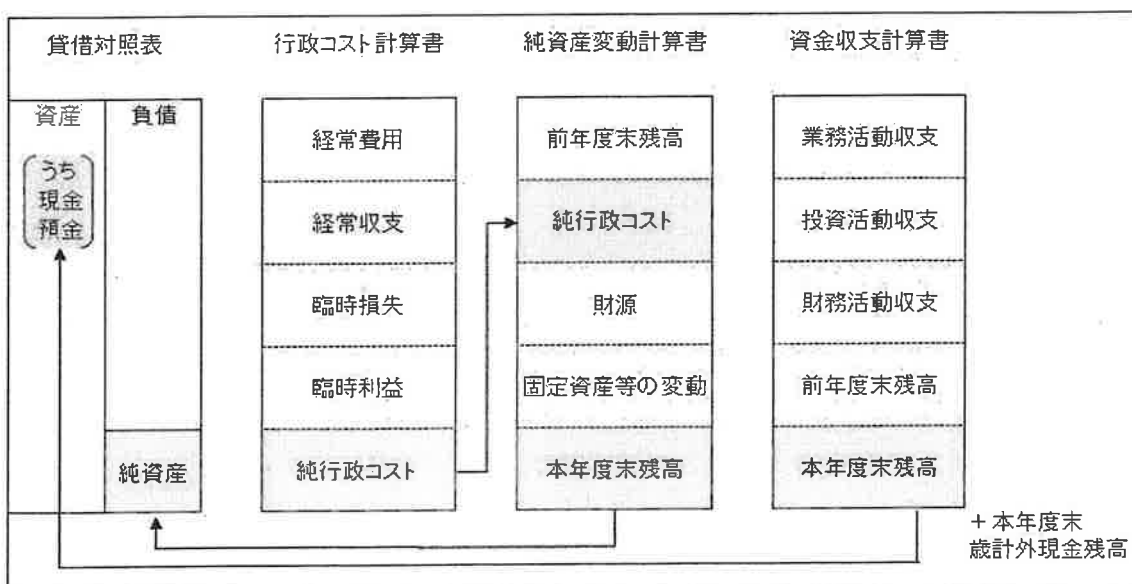 貸借対照表
行政コスト計算書
純資産変動計算書
資金収支計算書
資産
うち
現金
預金
負債
純資産
経常費用
経常収支
臨時損失
臨時利益
純行政コスト
前年度末残高
純行政コスト
財源
固定資産等の変動
本年度末残高
業務活動収支
投資活動収支
財務活動収支
前年度末残高
本年度末残高
+本年度末
歳計外現金残高